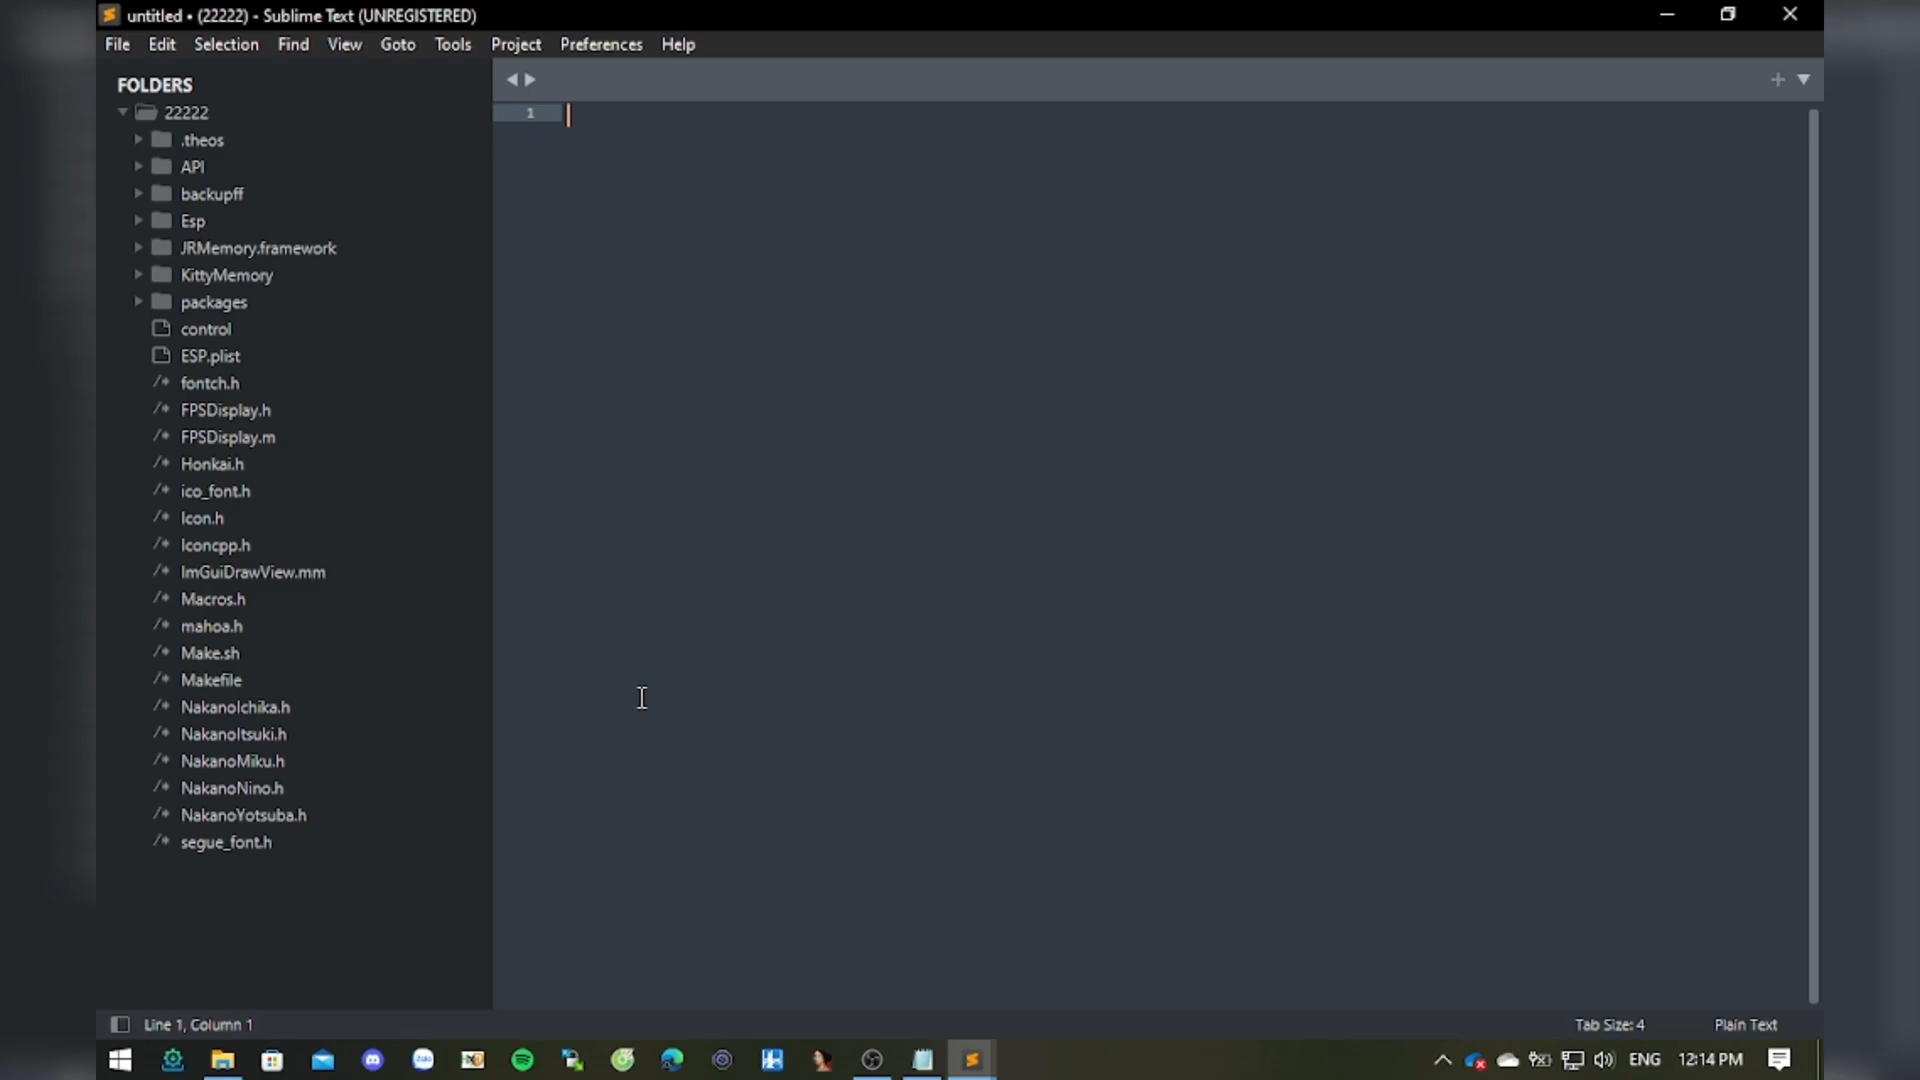 untitled • (22222) - Sublime Text (UNREGISTERED)
File Edit Selection Find View Goto Tools Project Preferences Help
FOLDERS
22222
.theos
API
backupff
Esp
JRMemory.framework
KittyMemory
packages
control
ESP.plist
fontch.h
FPSDisplay.h
FPSDisplay.m
Honkai.h
ico_font.h
Icon.h
Iconcpp.h
ImGuiDrawView.mm
Macros.h
mahoa.h
Make.sh
Makefile
NakanoIchika.h
NakanoItsuki.h
NakanoMiku.h
NakanoNino.h
NakanoYotsuba.h
segue_font.h
1
Line 1, Column 1
Tab Size: 4
Plain Text
Zalo
ENG
12:14 PM